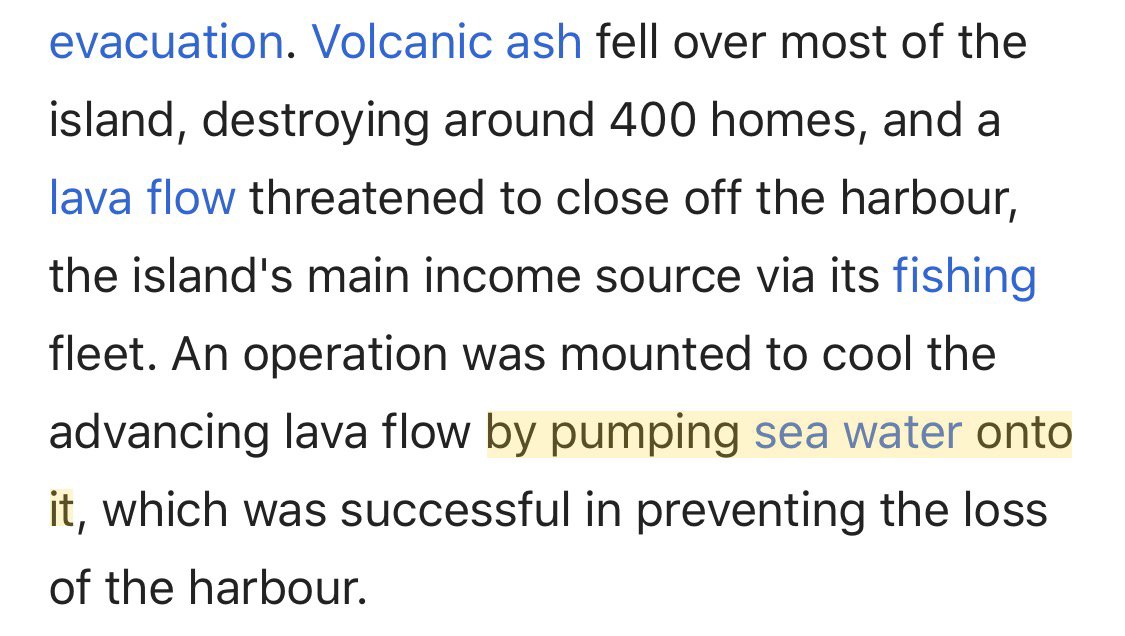 evacuation. Volcanic ash fell over most of the
island, destroying around 400 homes, and a
lava flow threatened to close off the harbour,
the island's main income source via its fishing
fleet. An operation was mounted to cool the
advancing lava flow by pumping sea water onto
it, which was successful in preventing the loss
of the harbour.